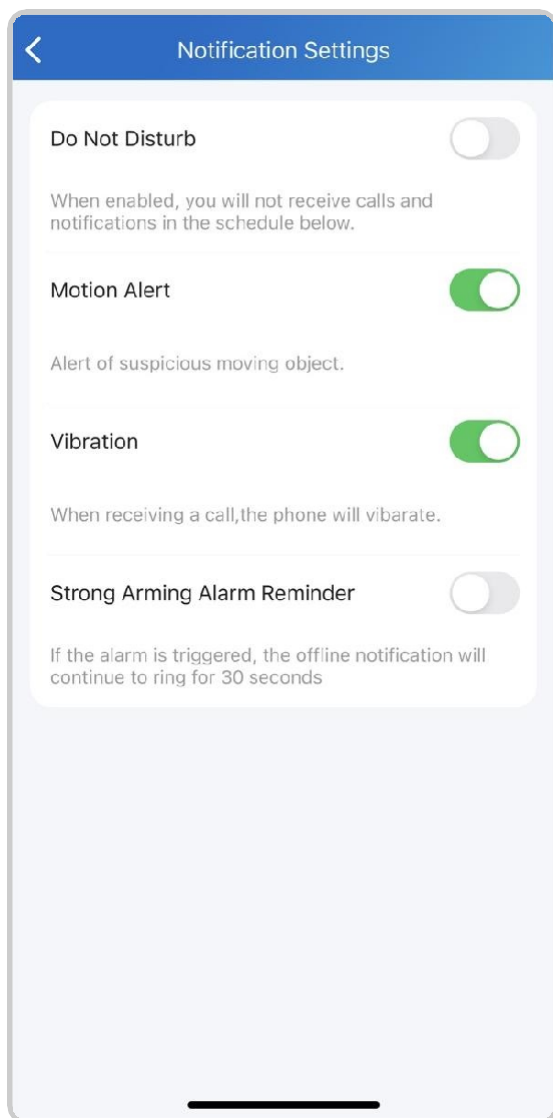 Notification Settings
Do Not Disturb
When enabled, you will not receive calls and
notifications in the schedule below.
Motion Alert
Alert of suspicious moving object.
Vibration
When receiving a call,the phone will vibarate.
Strong Arming Alarm Reminder
If the alarm is triggered, the offline notification will
continue to ring for 30 seconds